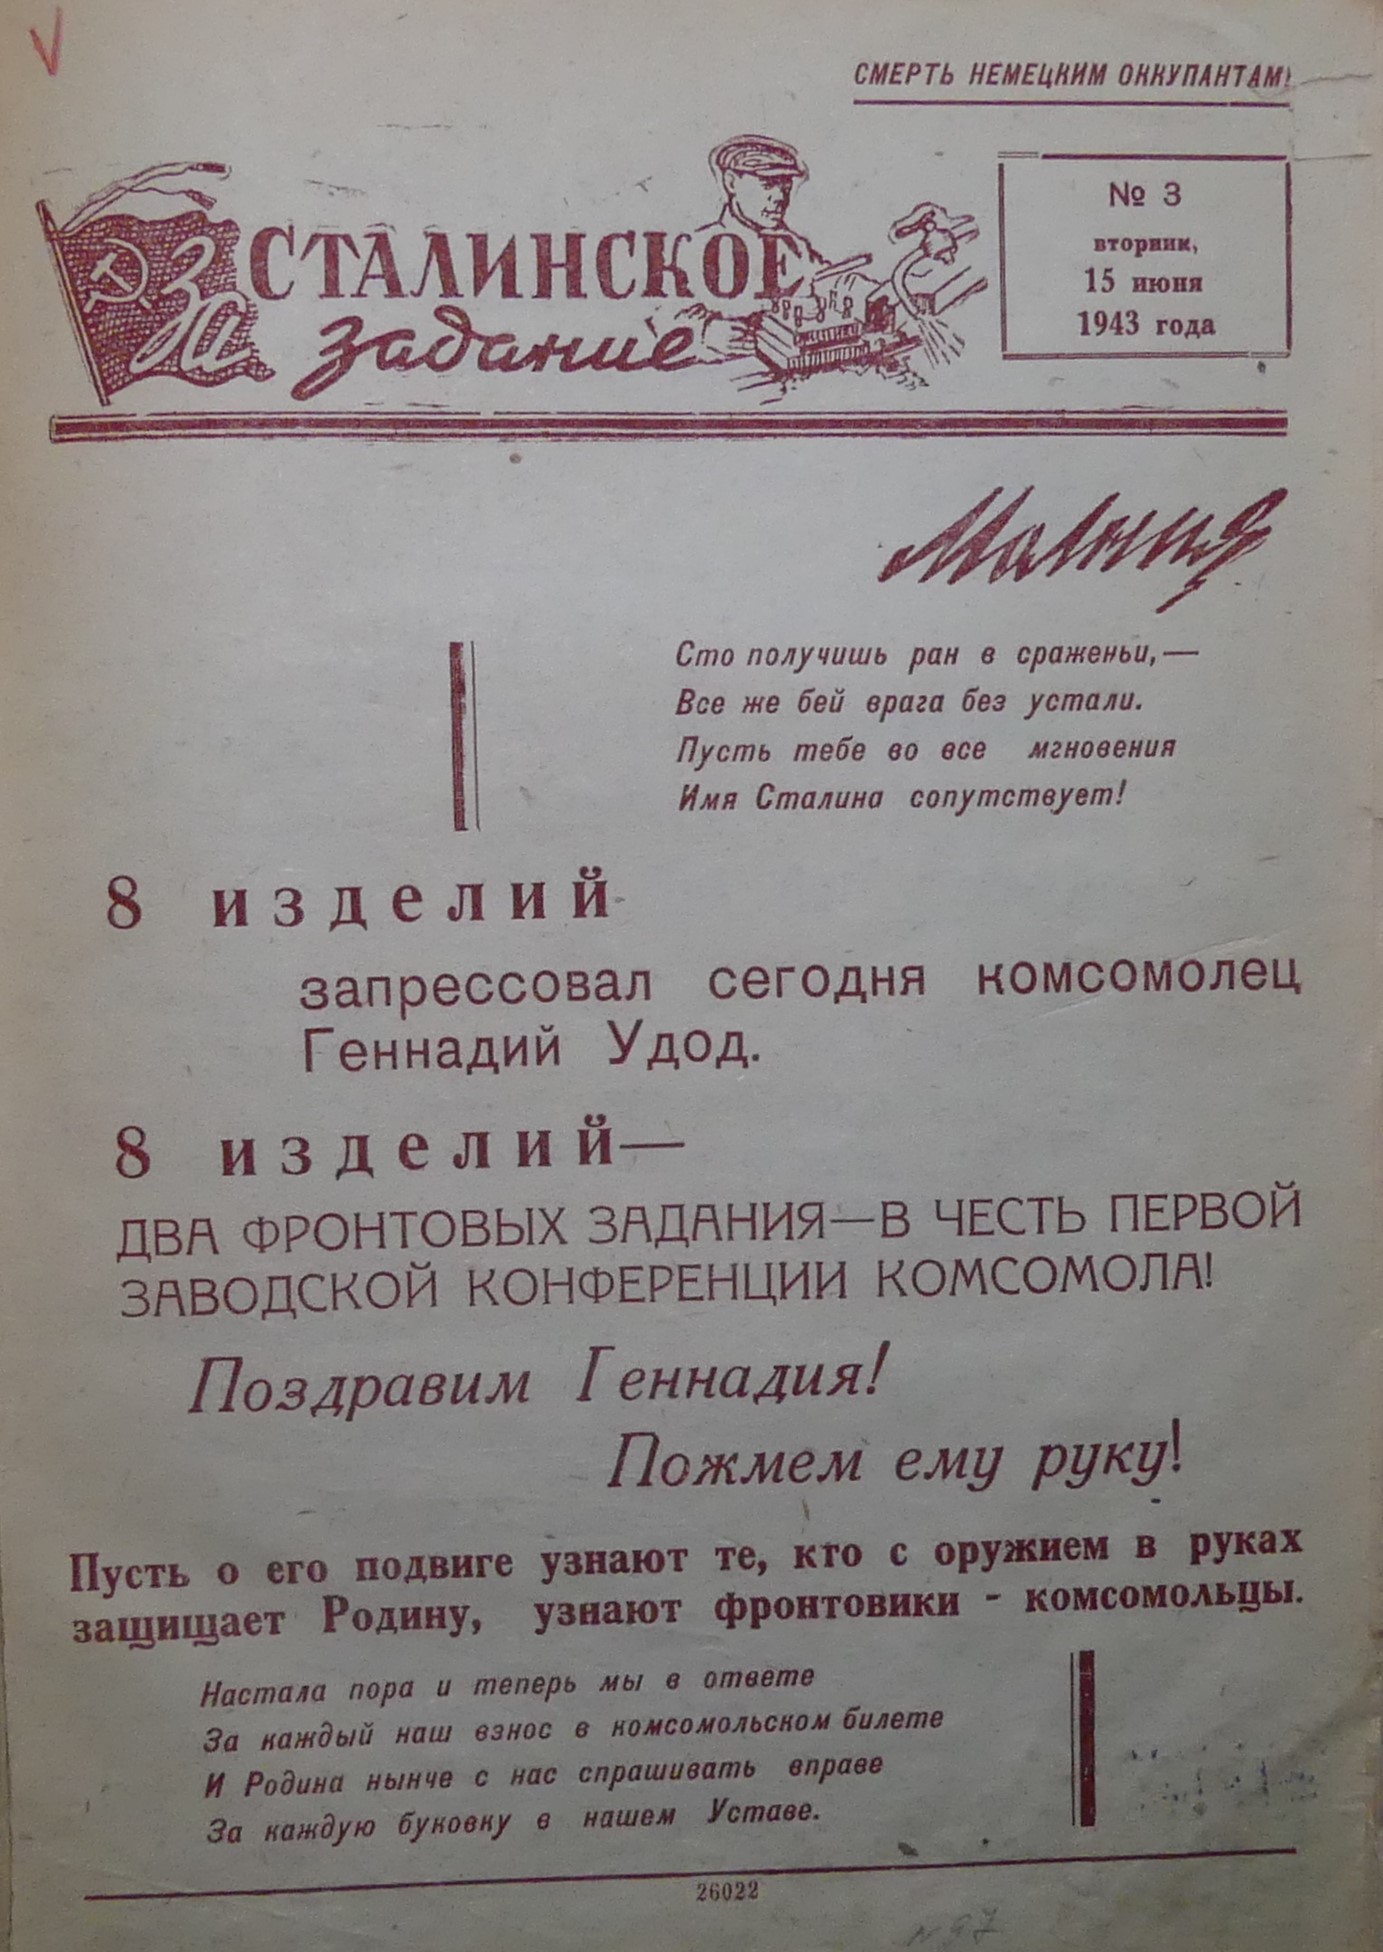 СМЕРТЬ НЕМЕЦКИМ ОККУПАНТАМ!
За СТАЛИНСКОЕ
задание
№ 3
вторник,
15 июня
1943 года
Молния
Сто получишь ран в сраженьи,—
Все же бей врага без устали.
Пусть тебе во все мгновения
Имя Сталина сопутствует!
8 изделий
запрессовал сегодня комсомолец
Геннадий Удод.
8 изделий—
ДВА ФРОНТОВЫХ ЗАДАНИЯ—В ЧЕСТЬ ПЕРВОЙ
ЗАВОДСКОЙ КОНФЕРЕНЦИИ КОМСОМОЛА!
Поздравим Геннадия!
Пожмем ему руку!
Пусть о его подвиге узнают те, кто с оружием в руках
защищает Родину, узнают фронтовики - комсомольцы.
Настала пора и теперь мы в ответе
За каждый наш взнос в комсомольском билете
И Родина нынче с нас спрашивать вправе
За каждую буковку в нашем Уставе.
26022
№ 97